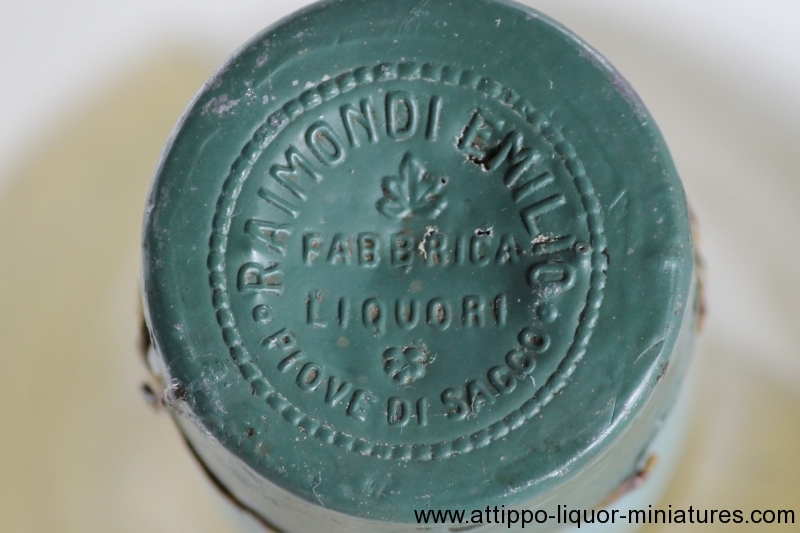 RAIMONDI EMILIO
FABBRICA
LIQUORI
PIOVE DI SACCO
www.attippo-liquor-miniatures.com